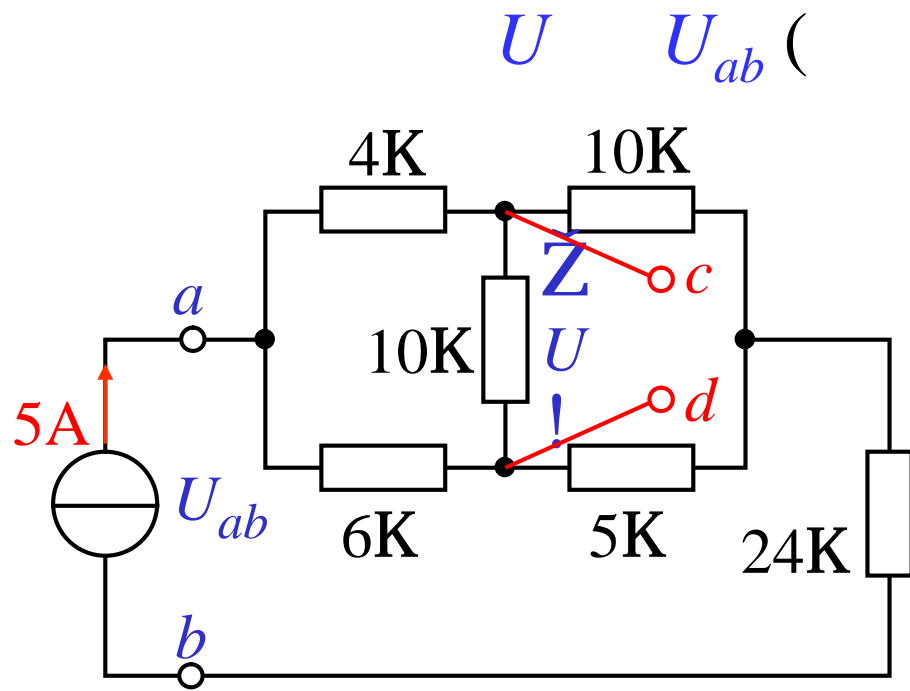 U U_ab (
4K 10K
Ž c
a
10K U
5A ! d
U_ab
6K 5K
24K
b